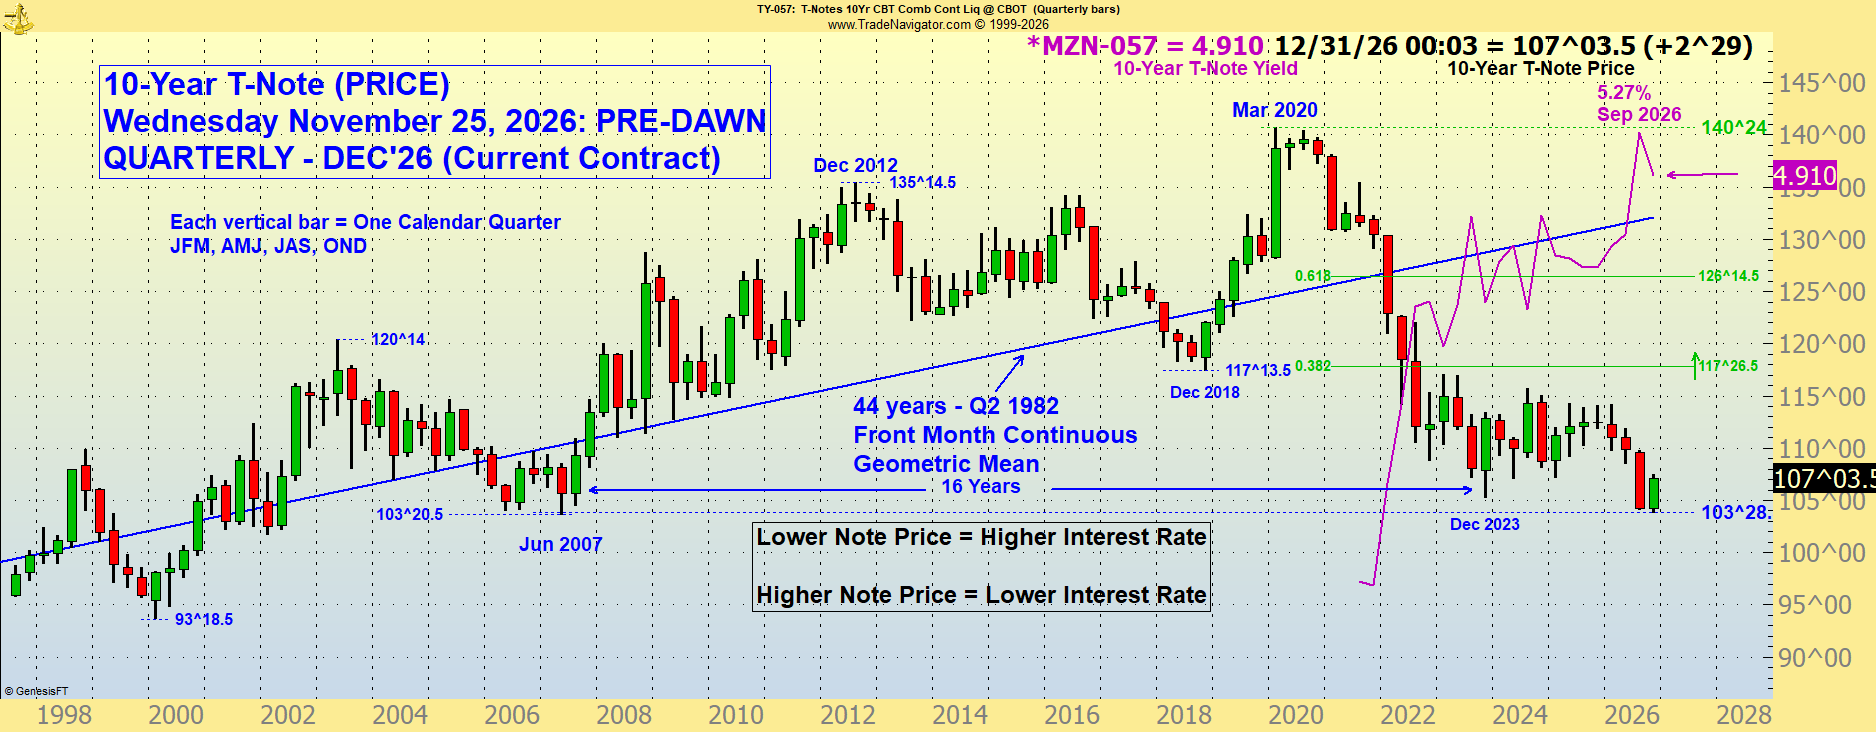 TY-057: T-Notes 10Yr CBT Comb Cont Liq @ CBOT (Quarterly bars)
www.TradeNavigator.com © 1999-2026
*MZN-057 = 4.910 12/31/26 00:03 = 107^03.5 (+2^29)
10-Year T-Note Yield
10-Year T-Note Price
10-Year T-Note (PRICE)
Wednesday November 25, 2026: PRE-DAWN
QUARTERLY - DEC'26 (Current Contract)
Each vertical bar = One Calendar Quarter
JFM, AMJ, JAS, OND
5.27%
Sep 2026
Mar 2020
140^24
Dec 2012
135^14.5
4.910
0.618
126^14.5
120^14
117^13.5
0.382
117^26.5
Dec 2018
44 years - Q2 1982
Front Month Continuous
Geometric Mean
16 Years
107^03.5
103^20.5
103^28.
Dec 2023
Jun 2007
Lower Note Price = Higher Interest Rate
Higher Note Price = Lower Interest Rate
93^18.5
145^00
140^00
135^00
130^00
125^00
120^00
115^00
110^00
105^00
100^00
95^00
90^00
© GenesisFT
1998 2000 2002 2004 2006 2008 2010 2012 2014 2016 2018 2020 2022 2024 2026 2028